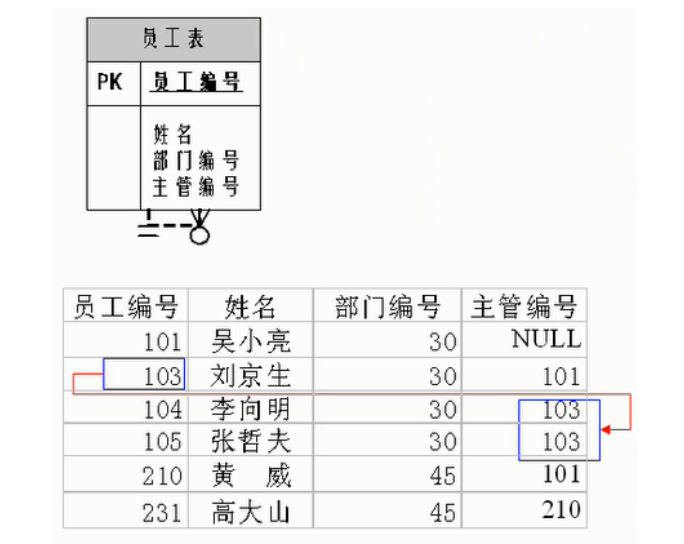 员工表
PK 员工编号
姓名
部门编号
主管编号
员工编号 姓名 部门编号 主管编号
101 吴小亮 30 NULL
103 刘京生 30 101
104 李向明 30 103
105 张哲夫 30 103
210 黄 威 45 101
231 高大山 45 210